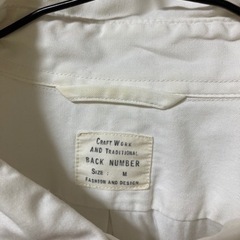 CRAFT WORK
AND TRADITIONAL
BACK NUMBER
SIZE M
FASHION AND DESIGN